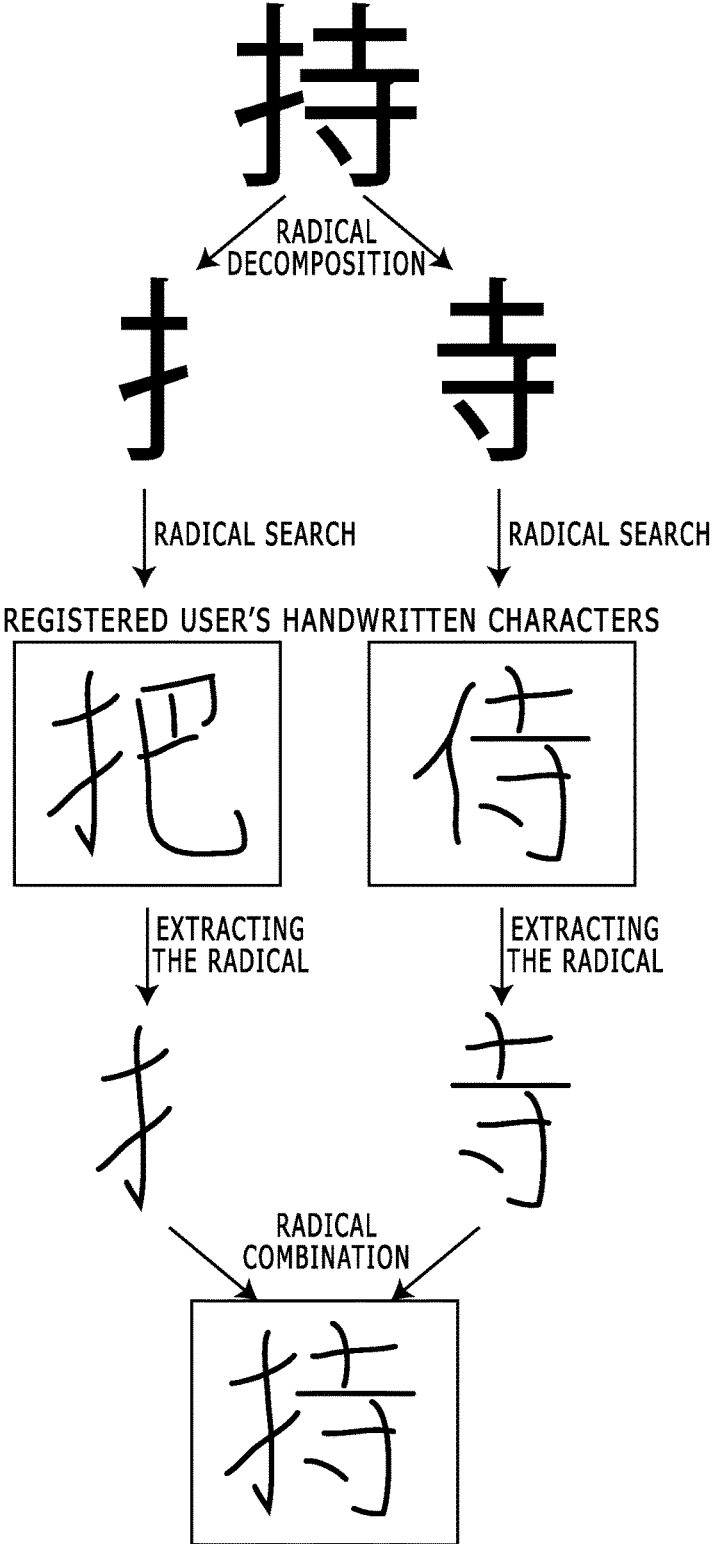 持
RADICAL
DECOMPOSITION
扌 寺
RADICAL SEARCH RADICAL SEARCH
REGISTERED USER'S HANDWRITTEN CHARACTERS
把 侍
EXTRACTING
THE RADICAL
EXTRACTING
THE RADICAL
扌 寺
RADICAL
COMBINATION
持